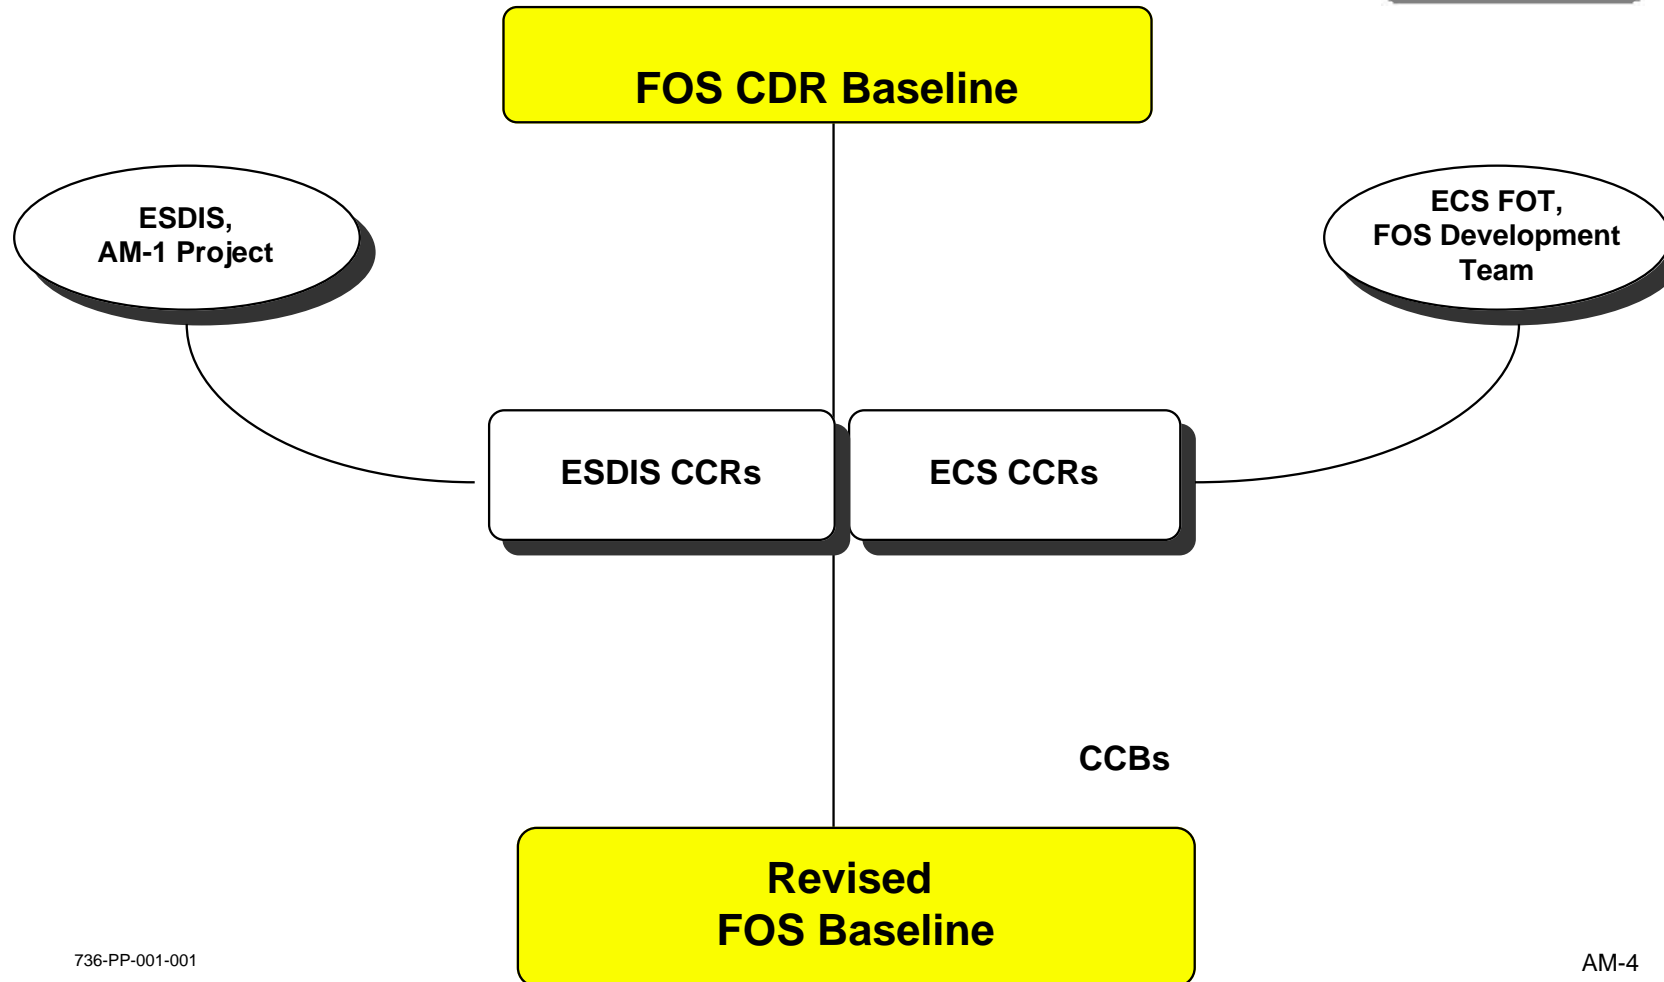 FOS CDR Baseline
ESDIS,
AM-1 Project
ECS FOT,
FOS Development
Team
ESDIS CCRs
ECS CCRs
CCBs
Revised
FOS Baseline
736-PP-001-001
AM-4